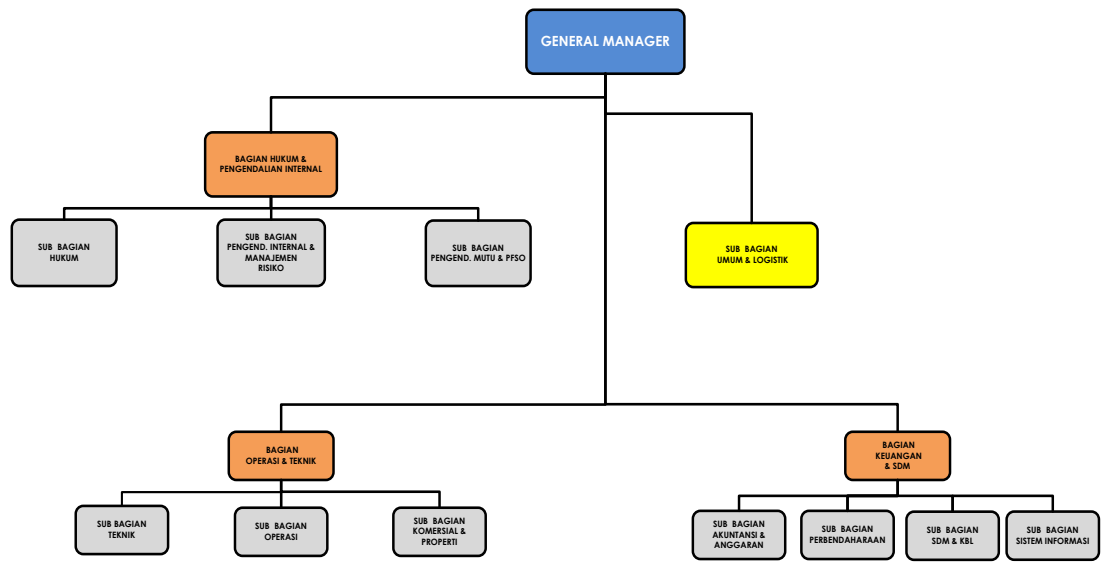 GENERAL MANAGER
BAGIAN HUKUM &
PENGENDALIAN INTERNAL
SUB BAGIAN
HUKUM
SUB BAGIAN
PENGEND. INTERNAL &
MANAJEMEN
RISIKO
SUB BAGIAN
PENGEND. MUTU & PFSO
SUB BAGIAN
UMUM & LOGISTIK
BAGIAN
OPERASI & TEKNIK
BAGIAN
KEUANGAN
& SDM
SUB BAGIAN
TEKNIK
SUB BAGIAN
OPERASI
SUB BAGIAN
KOMERSIAL &
PROPERTI
SUB BAGIAN
AKUNTANSI &
ANGGARAN
SUB BAGIAN
PERBENDAHARAAN
SUB BAGIAN
SDM & KBL
SUB BAGIAN
SISTEM INFORMASI